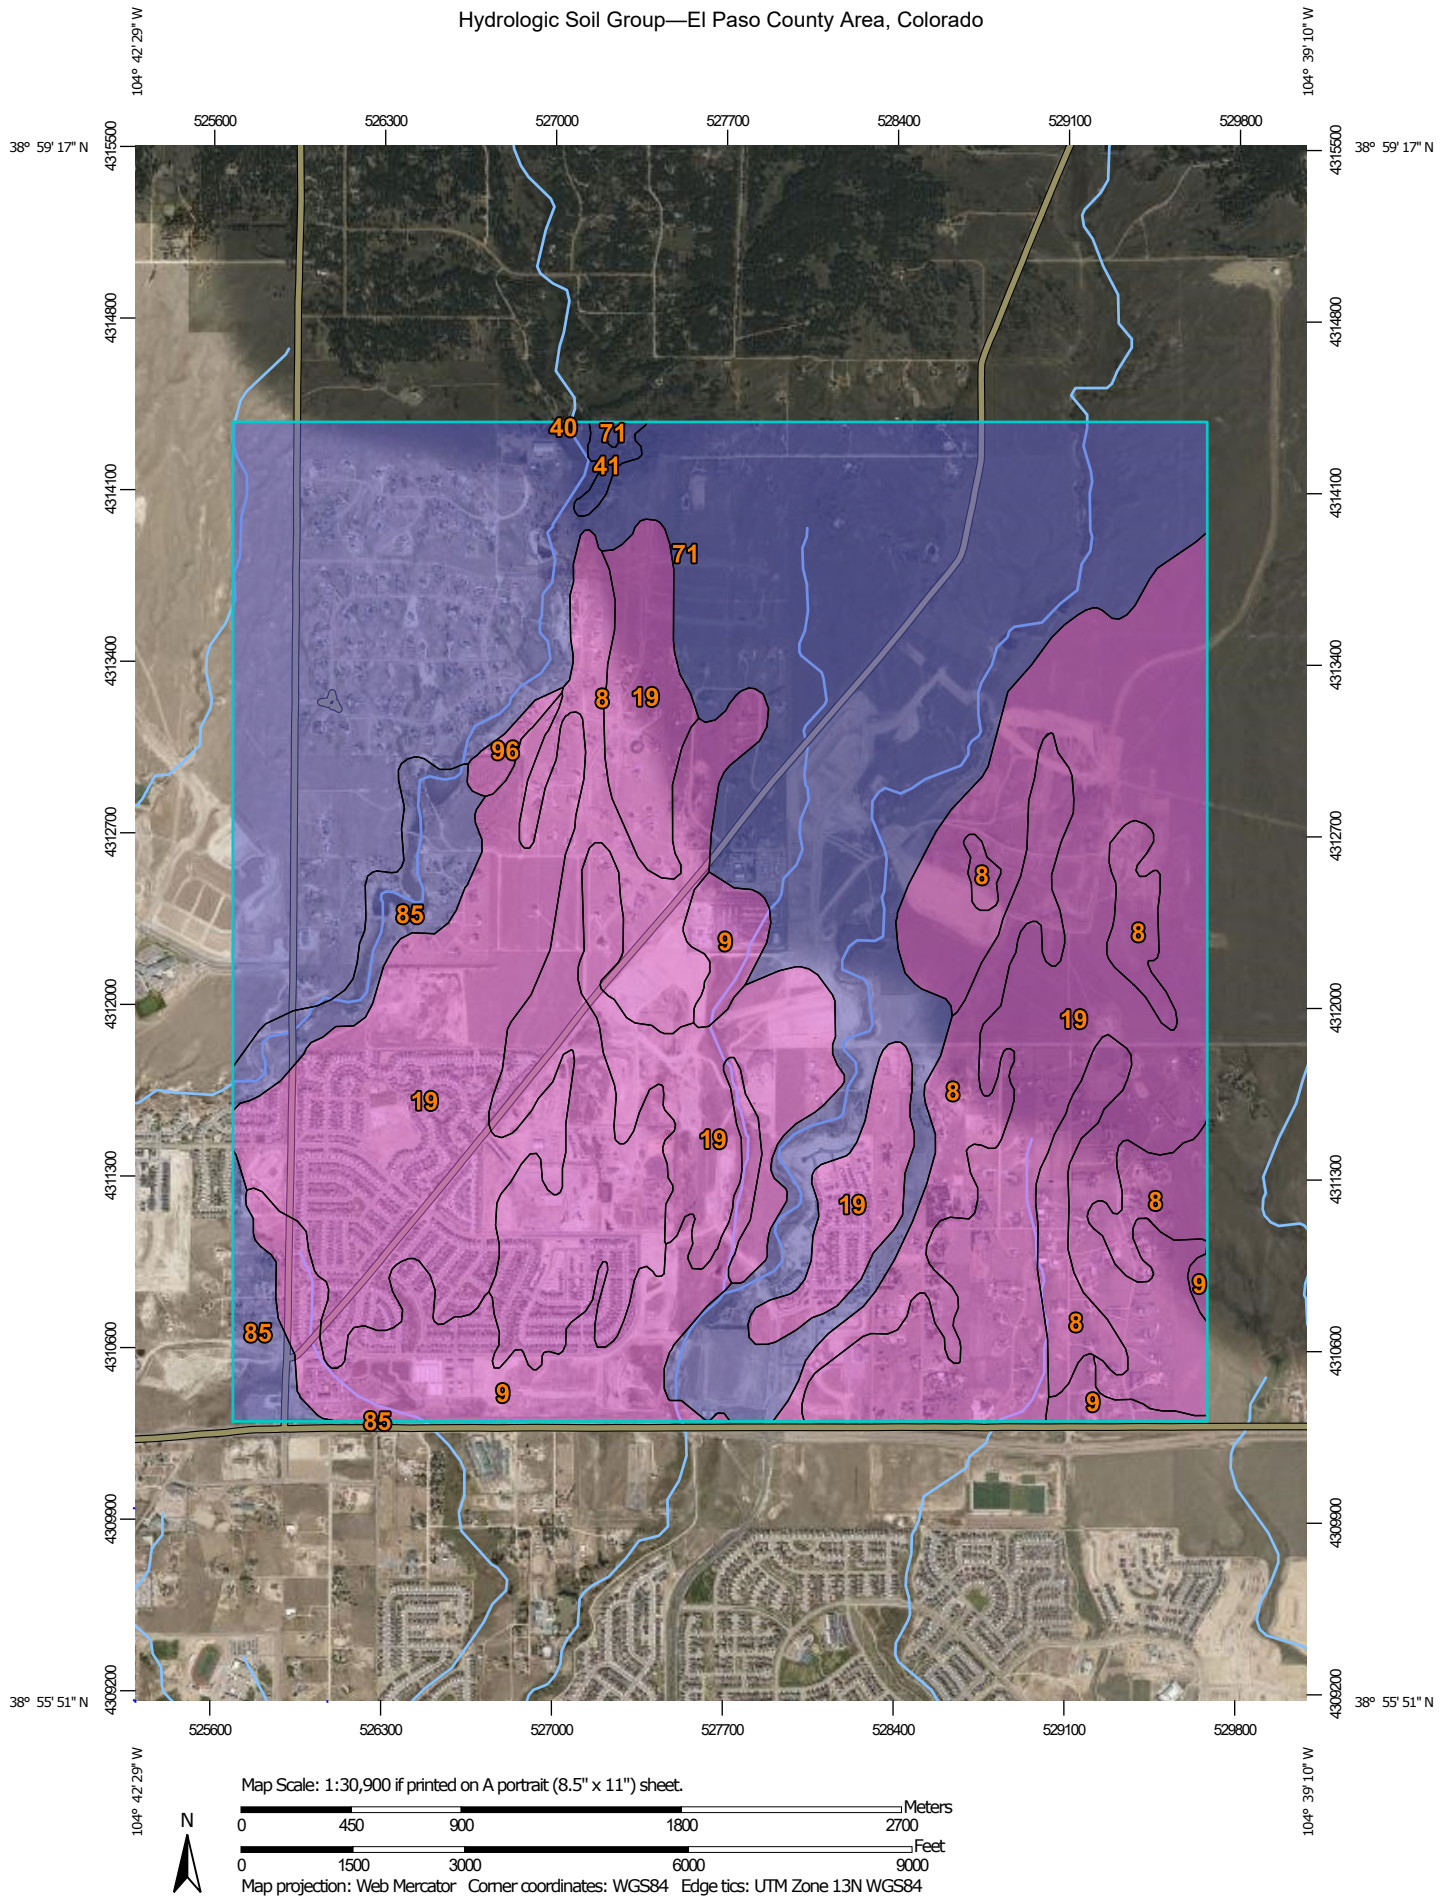 Hydrologic Soil Group—El Paso County Area, Colorado
104° 42' 29" W
104° 39' 10" W
525600 526300 527000 527700 528400 529100 529800
38° 59' 17" N
38° 59' 17" N
4315500
4315500
4314800
4314800
40
71
41
4314100
4314100
71
4313400
4313400
8
19
96
4312700
4312700
8
85
8
9
4312000
4312000
19
8
19
19
4311300
4311300
8
19
9
8
85
4310600
4310600
9
9
85
4309900
4309900
4309200
4309200
38° 55' 51" N
38° 55' 51" N
525600 526300 527000 527700 528400 529100 529800
104° 42' 29" W
104° 39' 10" W
Map Scale: 1:30,900 if printed on A portrait (8.5" x 11") sheet.
Meters
0 450 900 1800 2700
N
Feet
0 1500 3000 6000 9000
Map projection: Web Mercator Corner coordinates: WGS84 Edge tics: UTM Zone 13N WGS84